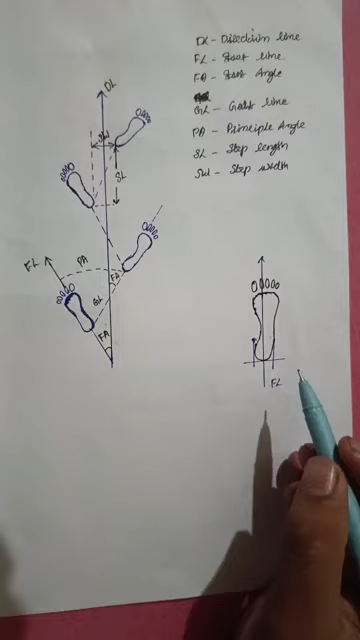 DL - Direction line
FL - Foot line
FA - Foot Angle
GL - Gait line
PA - Principle Angle
SL - Step length
SW - Step width
DL
SW
SL
FL
PA
FA
GL
FA
FL